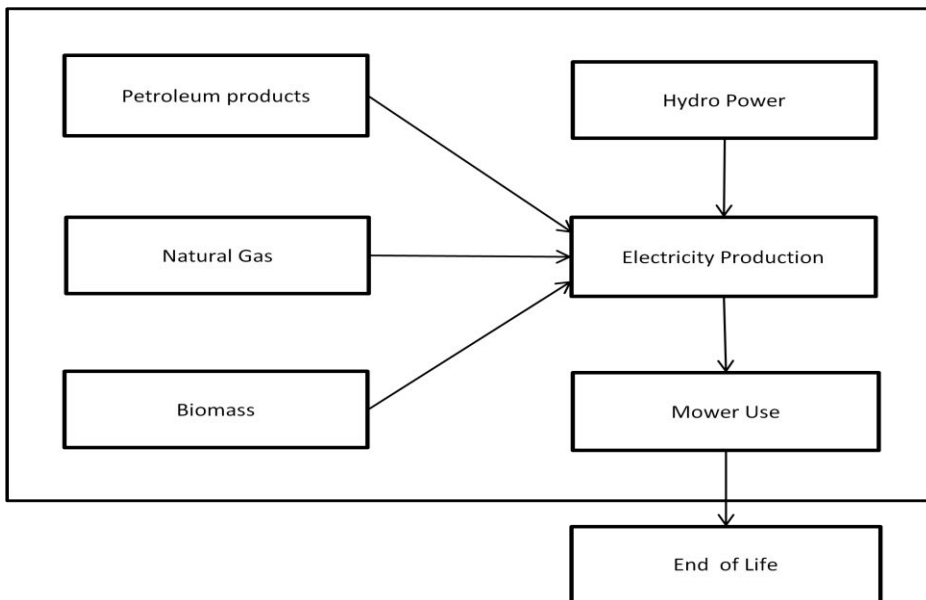 Petroleum products
Hydro Power
Natural Gas
Electricity Production
Biomass
Mower Use
End of Life